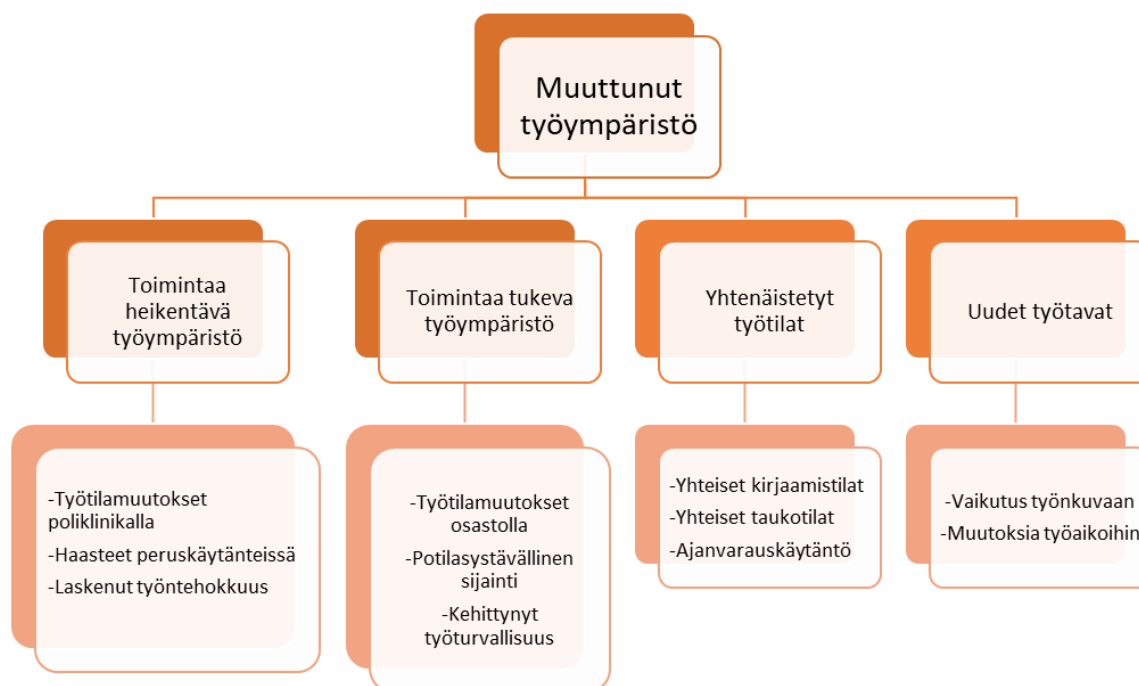 Muuttunut
työympäristö
Toimintaa
heikentävä
työympäristö
Toimintaa tukeva
työympäristö
Yhtenäistetyt
työtilat
Uudet työtavat
-Työtilamuutokset
poliklinikalla
-Haasteet peruskäytänteissä
-Laskenut työntehokkuus
-Työtilamuutokset
osastolla
-Potilasystävällinen
sijainti
-Kehittynyt
työturvallisuus
-Yhteiset kirjaamistilat
-Yhteiset taukotilat
-Ajanvarauskäytäntö
-Vaikutus työnkuvaan
-Muutoksia työaikoihin